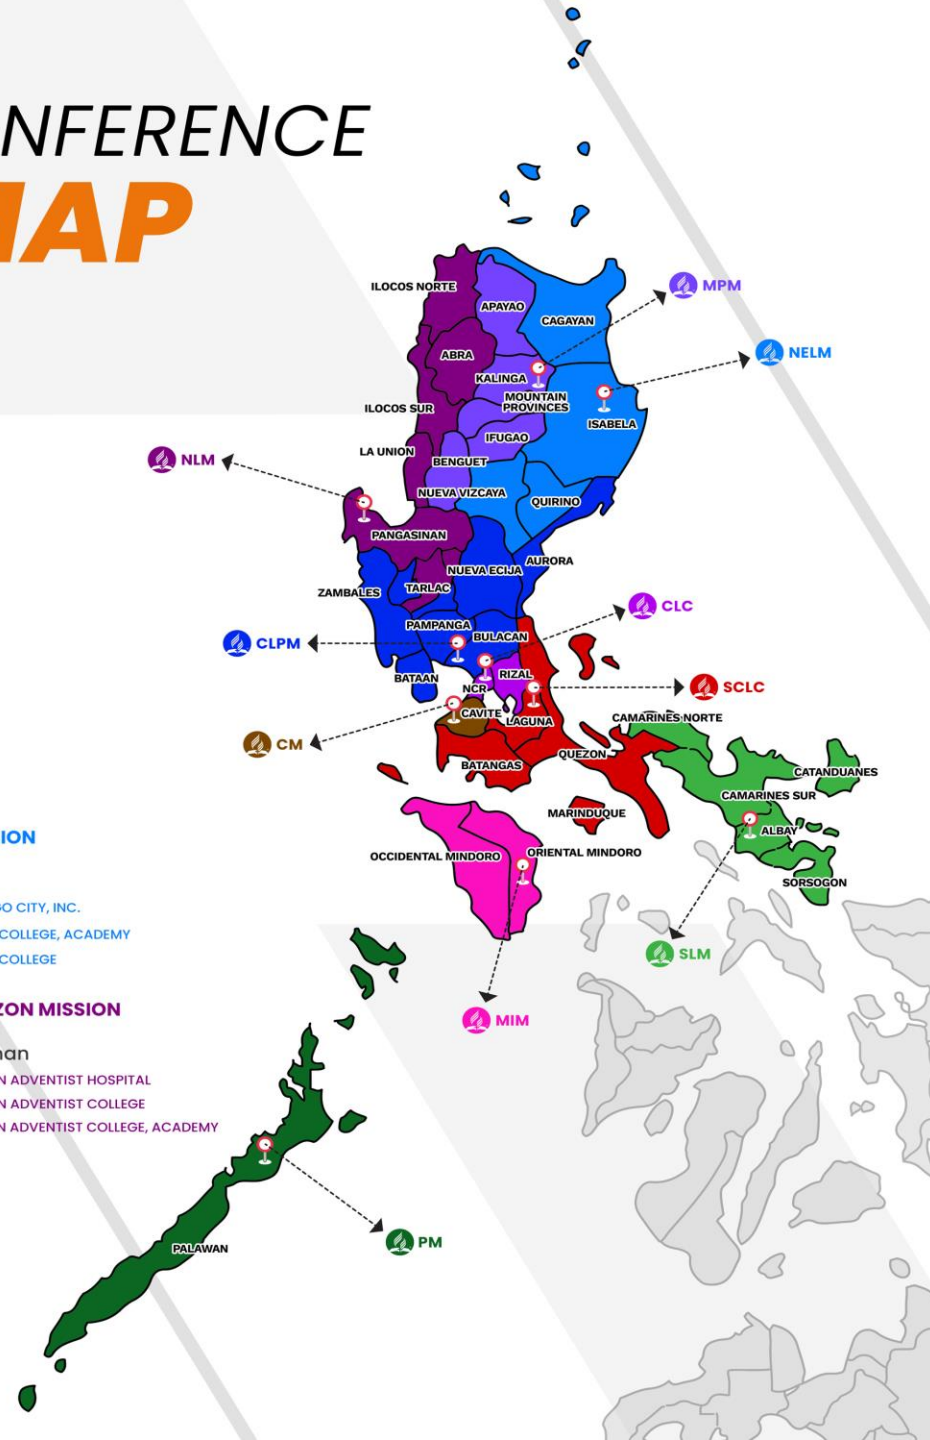 NFERENCE
MAP
MPM
NELM
NLM
CLC
CLPM
SCLC
CM
SLM
MIM
PM
ILOCOS NORTE
APAYAO
CAGAYAN
ABRA
KALINGA
MOUNTAIN
PROVINCES
ILOCOS SUR
ISABELA
IFUGAO
LA UNION
BENGUET
NUEVA VIZCAYA
QUIRINO
PANGASINAN
AURORA
NUEVA ECIJA
TARLAC
ZAMBALES
PAMPANGA
BULACAN
BATAAN
RIZAL
NCR
CAVITE
LAGUNA
CAMARINES NORTE
QUEZON
BATANGAS
CATANDUANES
CAMARINES SUR
MARINDUQUE
ALBAY
OCCIDENTAL MINDORO
ORIENTAL MINDORO
SORSOGON
PALAWAN
ION
GO CITY, INC.
COLLEGE, ACADEMY
COLLEGE
ZON MISSION
nan
N ADVENTIST HOSPITAL
N ADVENTIST COLLEGE
N ADVENTIST COLLEGE, ACADEMY